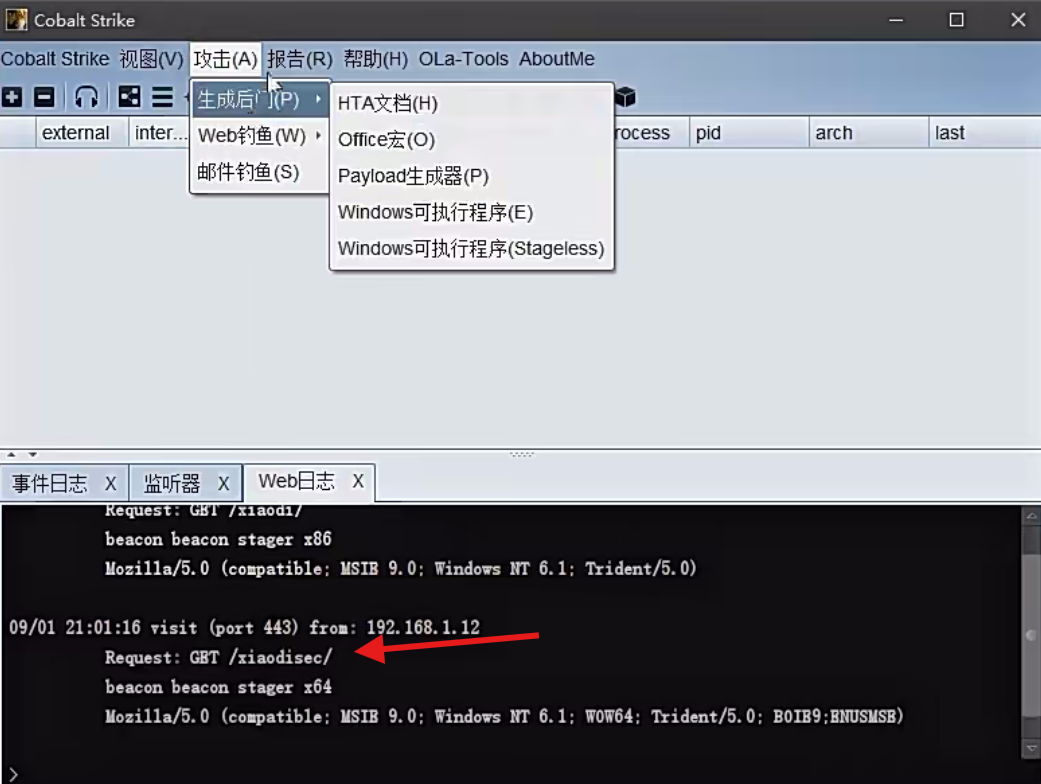 Cobalt Strike
Cobalt Strike 视图(V) 攻击(A) 报告(R) 帮助(H) OLa-Tools AboutMe
生成后门(P)
Web钓鱼(W)
邮件钓鱼(S)
HTA文档(H)
Office宏(O)
Payload生成器(P)
Windows可执行程序(E)
Windows可执行程序(Stageless)
external inter... rocess pid arch last
事件日志 X 监听器 X Web日志 X
Request: GET /xiaodi/
beacon beacon stager x86
Mozilla/5.0 (compatible; MSIE 9.0; Windows NT 6.1; Trident/5.0)
09/01 21:01:16 visit (port 443) from: 192.168.1.12
Request: GET /xiaodisec/
beacon beacon stager x64
Mozilla/5.0 (compatible; MSIE 9.0; Windows NT 6.1; WOW64; Trident/5.0; BOIE9;ENUSMSE)
>